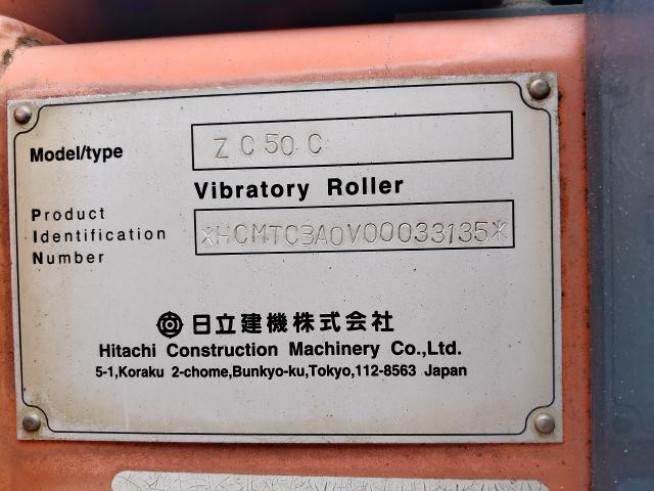 Model/type ZC50C
Vibratory Roller
Product
Identification
Number
*HCMTCBA0V00033135*
日立建機株式会社
Hitachi Construction Machinery Co.,Ltd.
5-1,Koraku 2-chome,Bunkyo-ku,Tokyo,112-8563 Japan